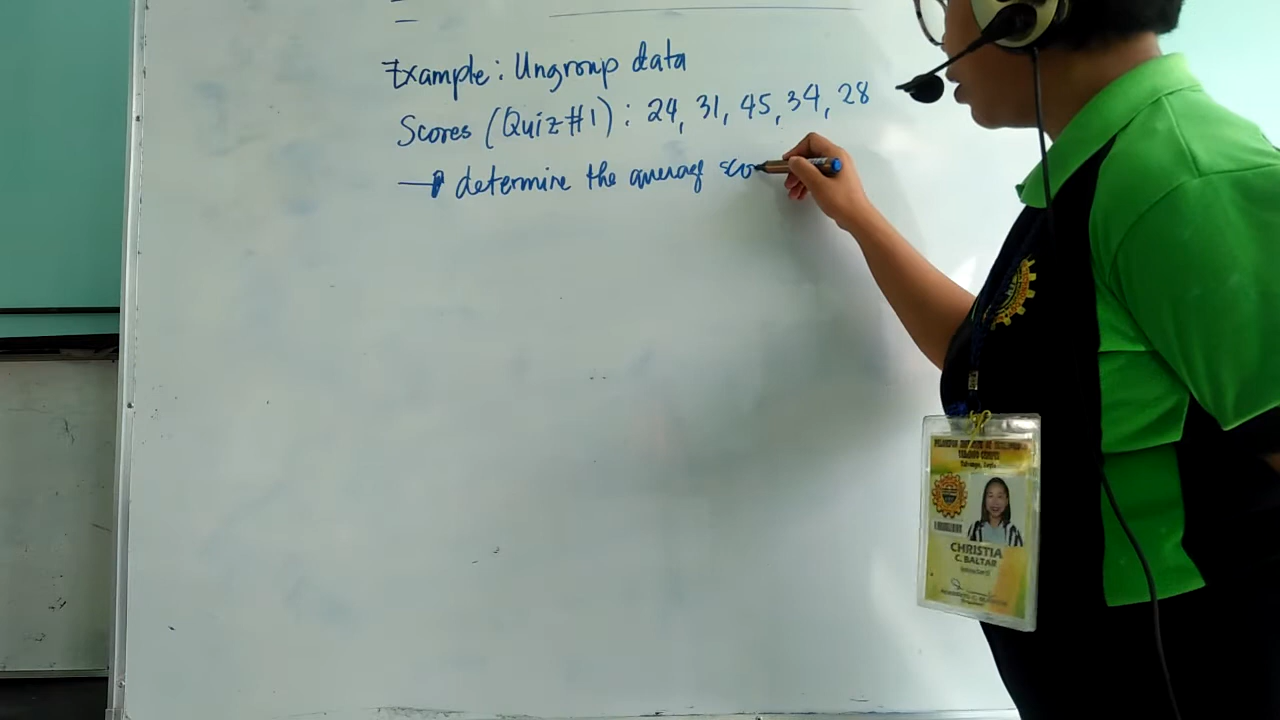 Example: Ungroup data
Scores (Quiz #1): 24, 31, 45, 34, 28
→ determine the average sco
CHRISTIA
C. BALTAR